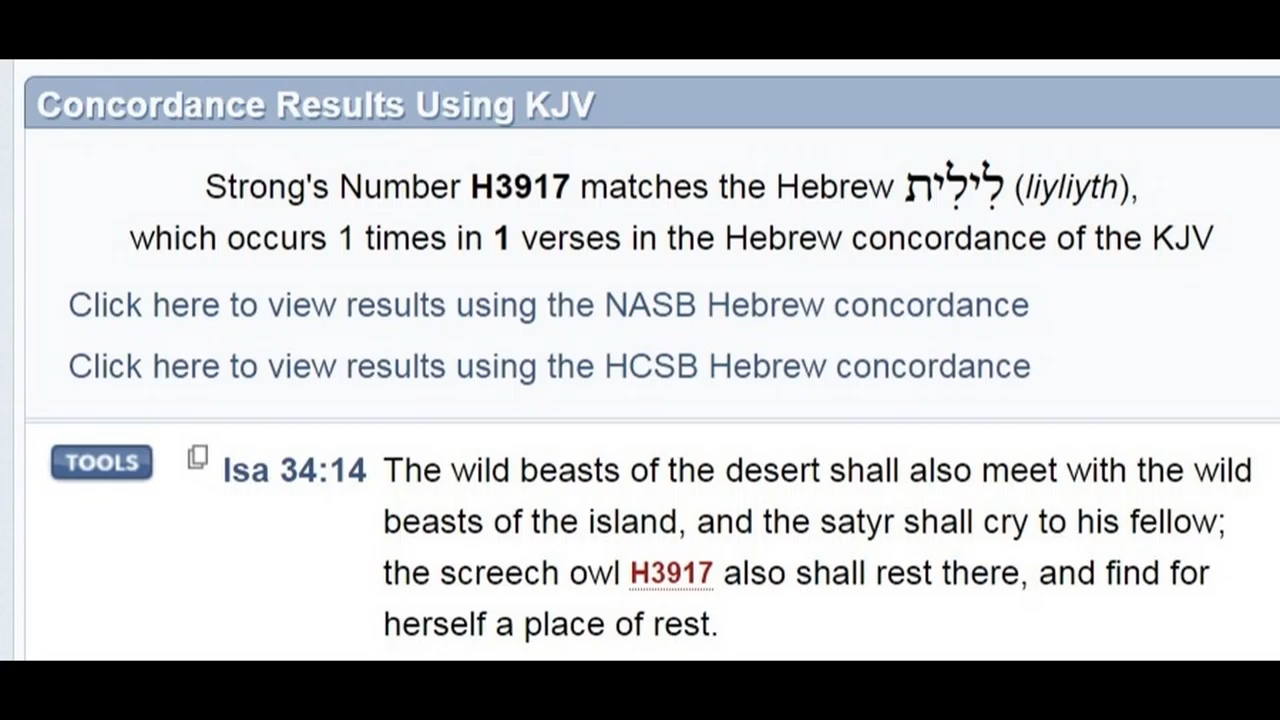 Concordance Results Using KJV
Strong's Number H3917 matches the Hebrew לִילִית (liyliyth),
which occurs 1 times in 1 verses in the Hebrew concordance of the KJV
Click here to view results using the NASB Hebrew concordance
Click here to view results using the HCSB Hebrew concordance
TOOLS Isa 34:14 The wild beasts of the desert shall also meet with the wild
beasts of the island, and the satyr shall cry to his fellow;
the screech owl H3917 also shall rest there, and find for
herself a place of rest.